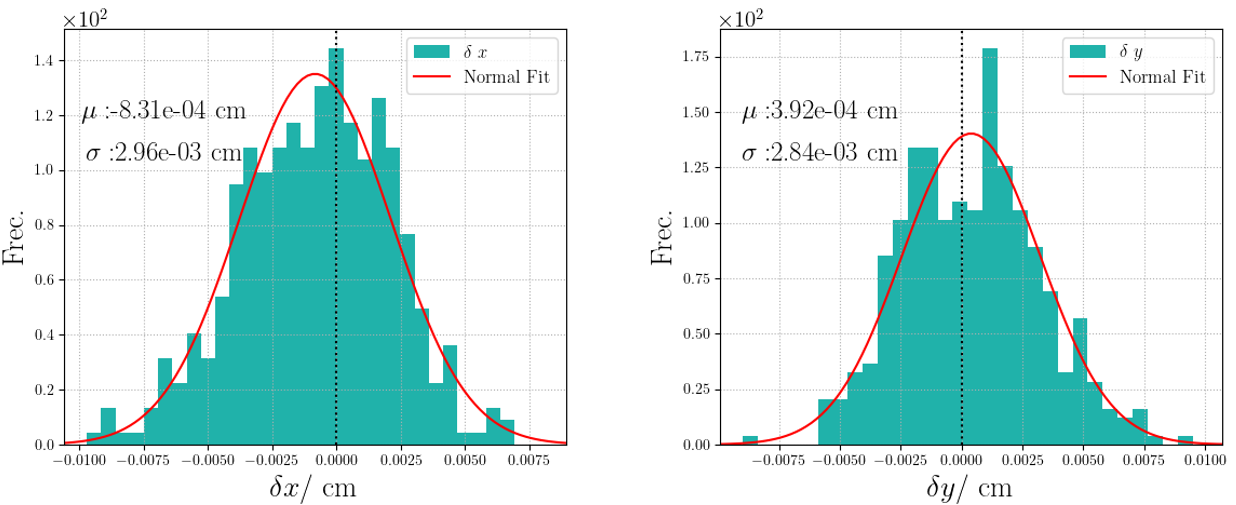 ×10²
δ x
Normal Fit
μ :-8.31e-04 cm
σ :2.96e-03 cm
Frec.
1.4
1.2
1.0
0.8
0.6
0.4
0.2
0.0
−0.0100 −0.0075 −0.0050 −0.0025 0.0000 0.0025 0.0050 0.0075
δx/ cm
×10²
δ y
Normal Fit
μ :3.92e-04 cm
σ :2.84e-03 cm
Frec.
1.75
1.50
1.25
1.00
0.75
0.50
0.25
0.00
−0.0075 −0.0050 −0.0025 0.0000 0.0025 0.0050 0.0075 0.0100
δy/ cm